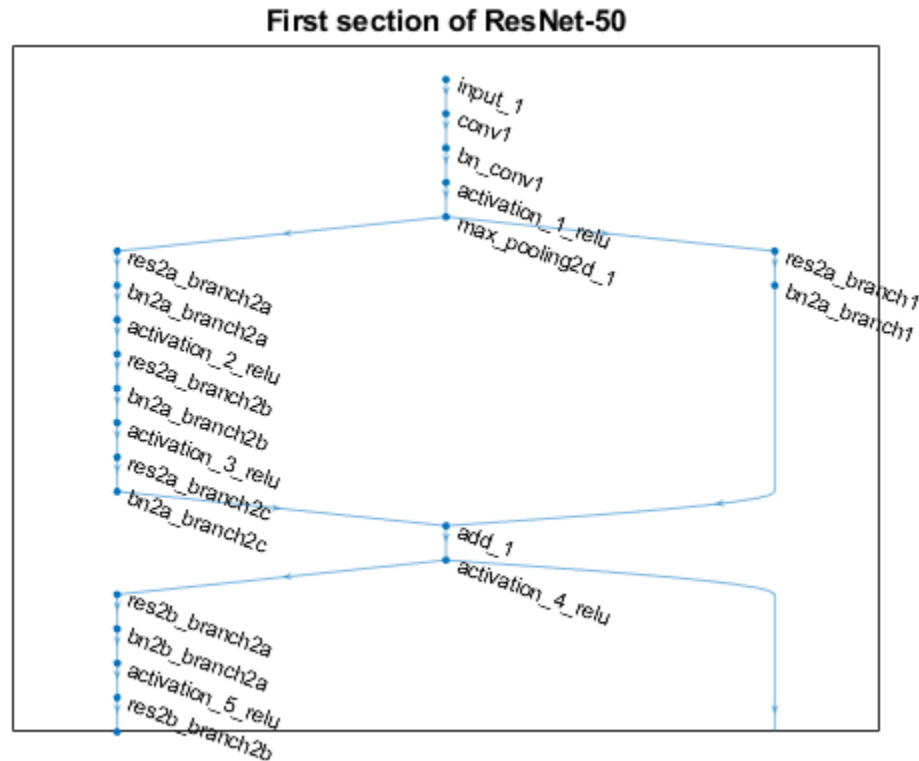 First section of ResNet-50
input_1
conv1
bn_conv1
activation_1_relu
max_pooling2d_1
res2a_branch2a
bn2a_branch2a
activation_2_relu
res2a_branch2b
bn2a_branch2b
activation_3_relu
res2a_branch2c
bn2a_branch2c
res2a_branch1
bn2a_branch1
add_1
activation_4_relu
res2b_branch2a
bn2b_branch2a
activation_5_relu
res2b_branch2b